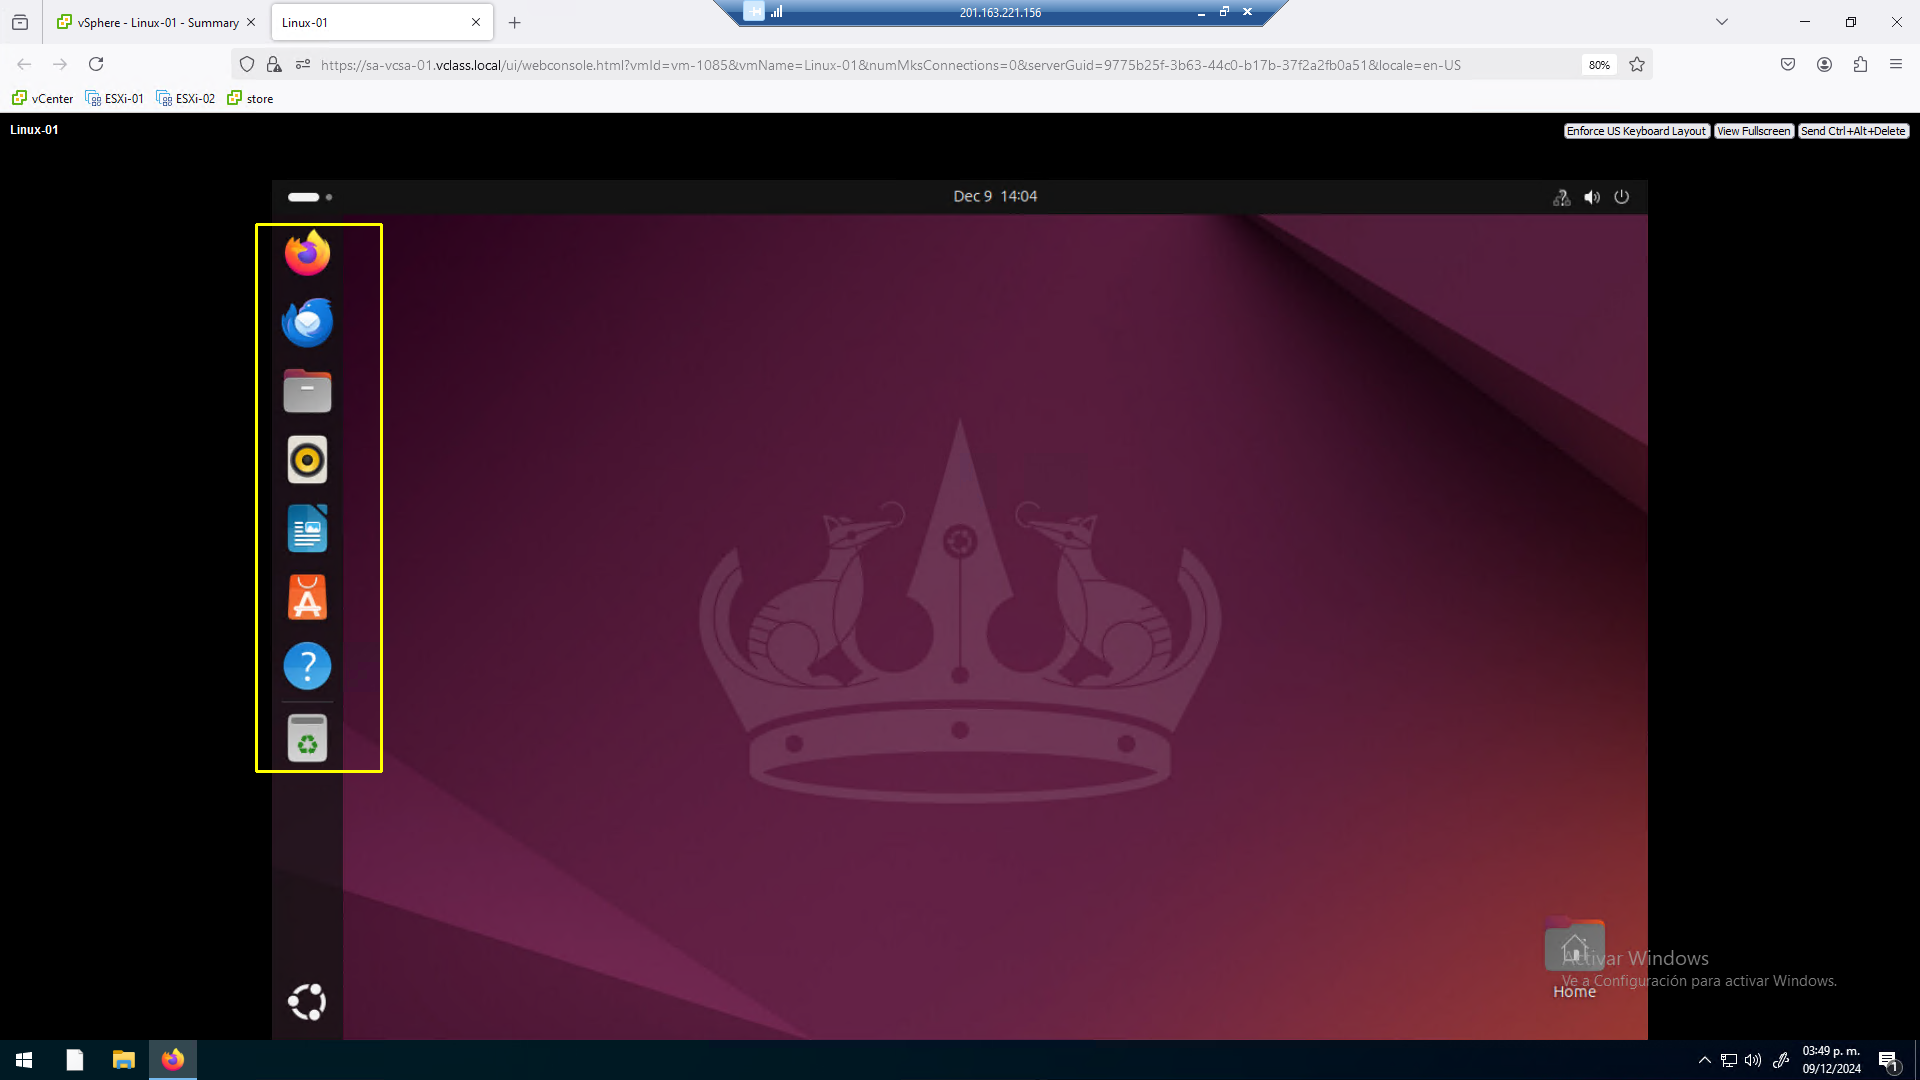 vSphere - Linux-01 - Summary
Linux-01
201.163.221.156
https://sa-vcsa-01.vclass.local/ui/webconsole.html?vmId=vm-1085&vmName=Linux-01&numMksConnections=0&serverGuid=9775b25f-3b63-44c0-b17b-37f2a2fb0a51&locale=en-US
80%
vCenter
ESXi-01
ESXi-02
store
Linux-01
Enforce US Keyboard Layout
View Fullscreen
Send Ctrl+Alt+Delete
Dec 9 14:04
Activar Windows
Ve a Configuración para activar Windows.
Home
03:49 p. m.
09/12/2024
1